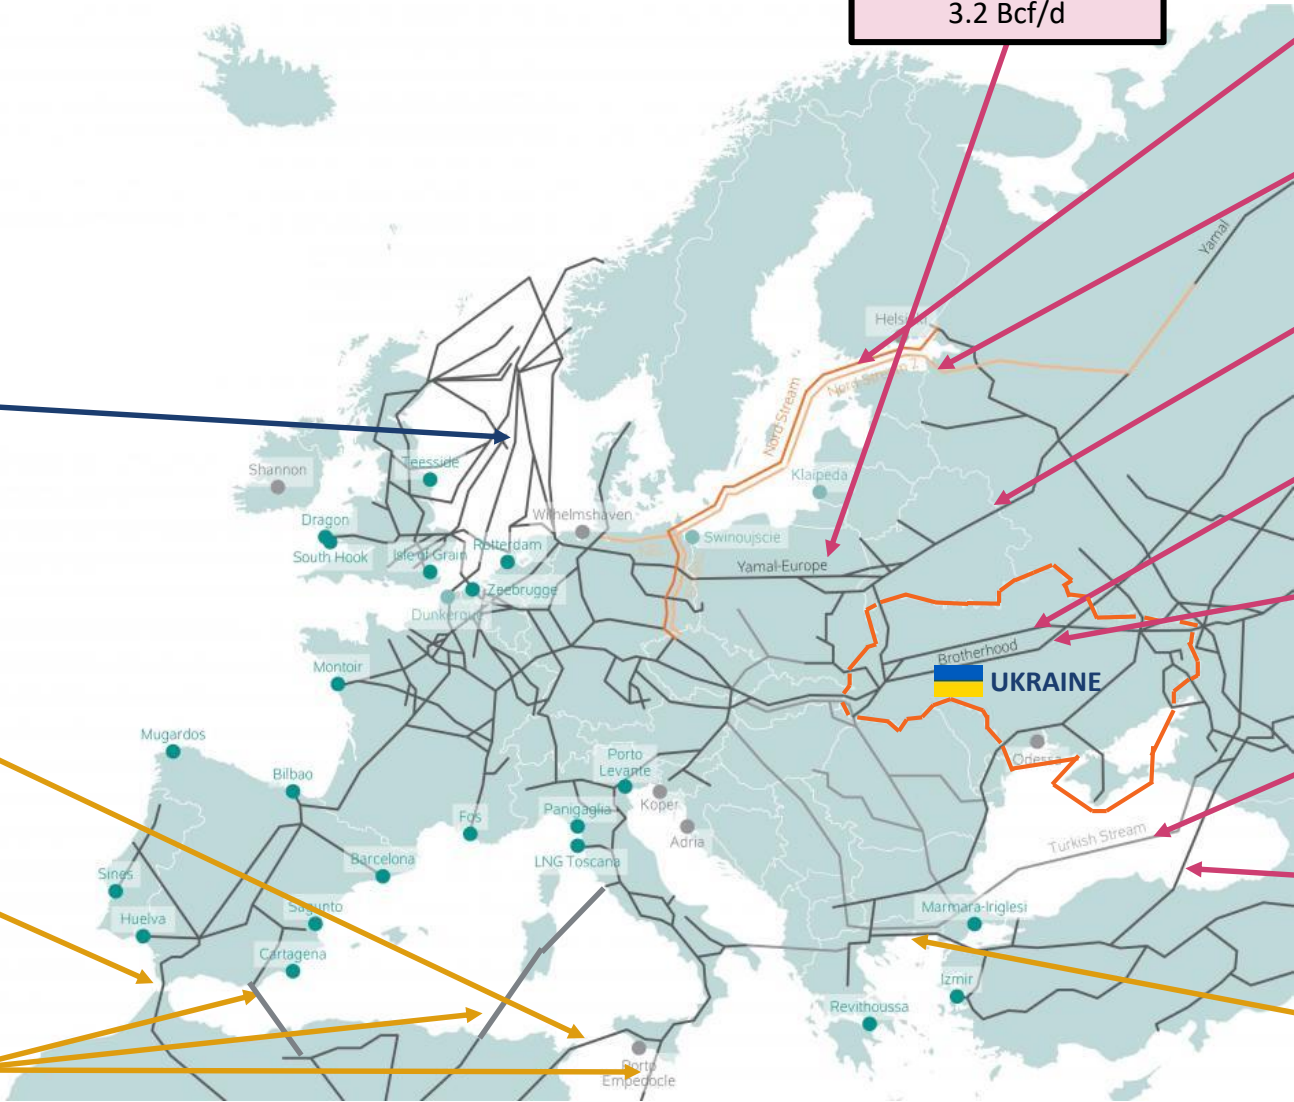 3.2 Bcf/d
Yamal
Helsinki
Nord Stream 2
Nord Stream
Shannon
Teesside
Klaipeda
Dragon
Wilhelmshaven
South Hook
Isle of Grain
Rotterdam
Swinoujscie
Yamal-Europe
Zeebrugge
Dunkerque
Brotherhood
UKRAINE
Montoir
Mugardos
Odessa
Porto
Levante
Bilbao
Koper
Fos
Panigaglia
Adria
Turkish Stream
LNG Toscana
Barcelona
Sines
Sagunto
Marmara-Iriglesi
Huelva
Cartagena
Izmir
Revithoussa
Porto
Empedocle